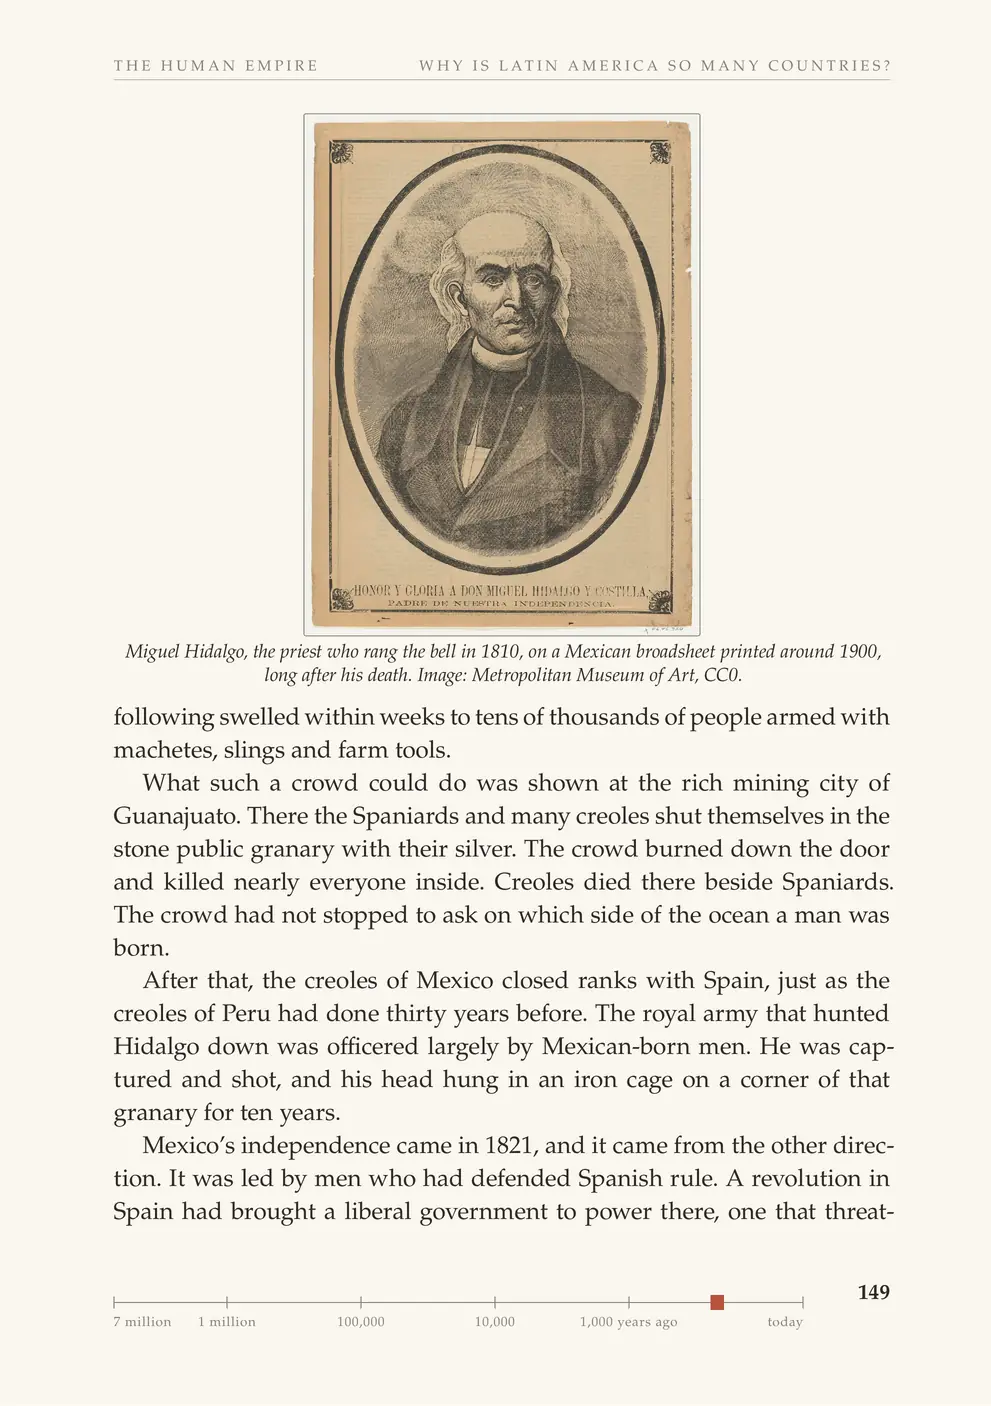 THE HUMAN EMPIRE
WHY IS LATIN AMERICA SO MANY COUNTRIES?
HONOR Y GLORIA A DON MIGUEL HIDALGO Y COSTILLA,
PADRE DE NUESTRA INDEPENDENCIA.
Miguel Hidalgo, the priest who rang the bell in 1810, on a Mexican broadsheet printed around 1900,
long after his death. Image: Metropolitan Museum of Art, CC0.
following swelled within weeks to tens of thousands of people armed with
machetes, slings and farm tools.
What such a crowd could do was shown at the rich mining city of
Guanajuato. There the Spaniards and many creoles shut themselves in the
stone public granary with their silver. The crowd burned down the door
and killed nearly everyone inside. Creoles died there beside Spaniards.
The crowd had not stopped to ask on which side of the ocean a man was
born.
After that, the creoles of Mexico closed ranks with Spain, just as the
creoles of Peru had done thirty years before. The royal army that hunted
Hidalgo down was officered largely by Mexican-born men. He was cap-
tured and shot, and his head hung in an iron cage on a corner of that
granary for ten years.
Mexico's independence came in 1821, and it came from the other direc-
tion. It was led by men who had defended Spanish rule. A revolution in
Spain had brought a liberal government to power there, one that threat-
149
7 million 1 million 100,000 10,000 1,000 years ago today